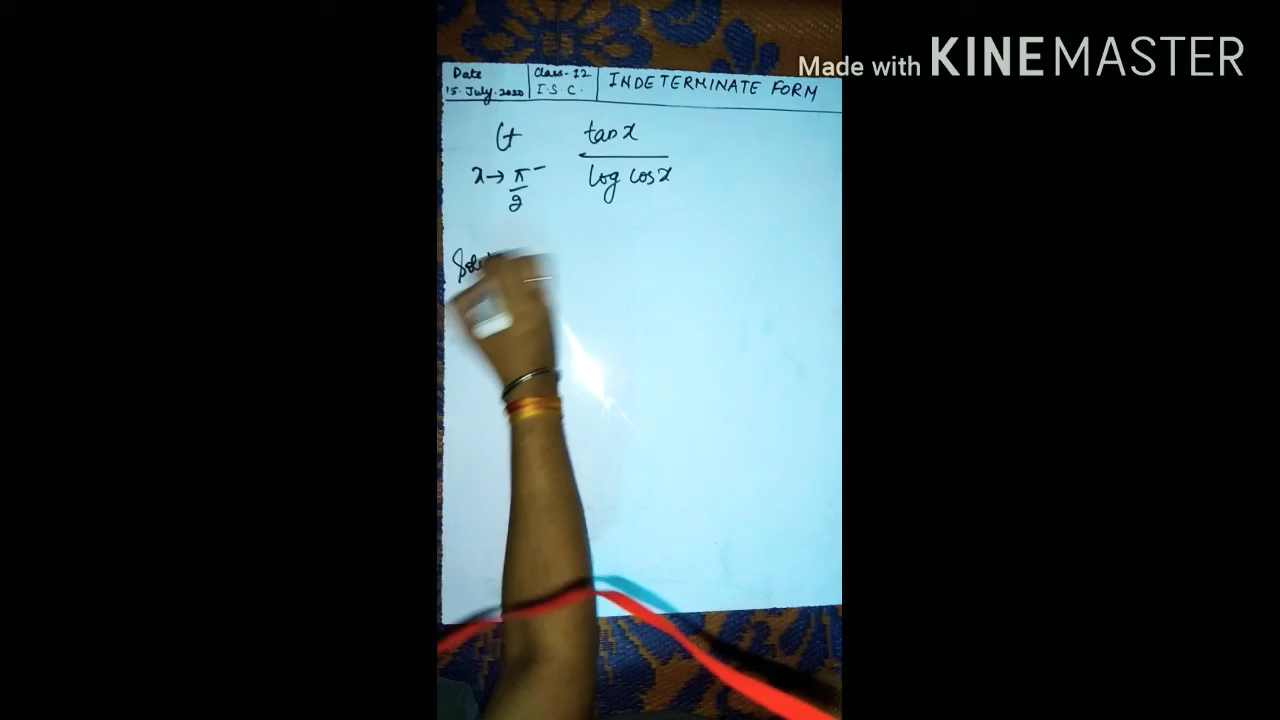 Made with KINEMASTER
Date
15. July. 2020
Class - 12
I.S.C.
INDETERMINATE FORM
Lt tan x
x→ π⁻/2 log cos x